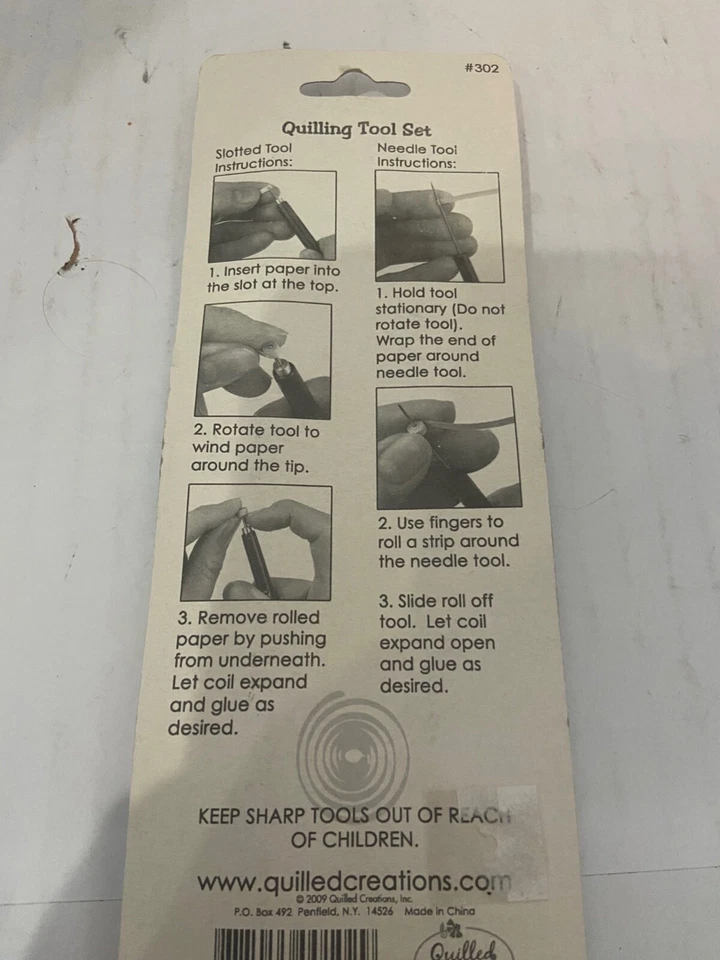 #302
Quilling Tool Set
Slotted Tool
Instructions:
1. Insert paper into
the slot at the top.
2. Rotate tool to
wind paper
around the tip.
3. Remove rolled
paper by pushing
from underneath.
Let coil expand
and glue as
desired.
Needle Tool
Instructions:
1. Hold tool
stationary (Do not
rotate tool).
Wrap the end of
paper around
needle tool.
2. Use fingers to
roll a strip around
the needle tool.
3. Slide roll off
tool. Let coil
expand open
and glue as
desired.
KEEP SHARP TOOLS OUT OF REACH
OF CHILDREN.
www.quilledcreations.com
© 2009 Quilled Creations, Inc.
P.O. Box 492 Penfield, N.Y. 14526 Made in China
Quilled